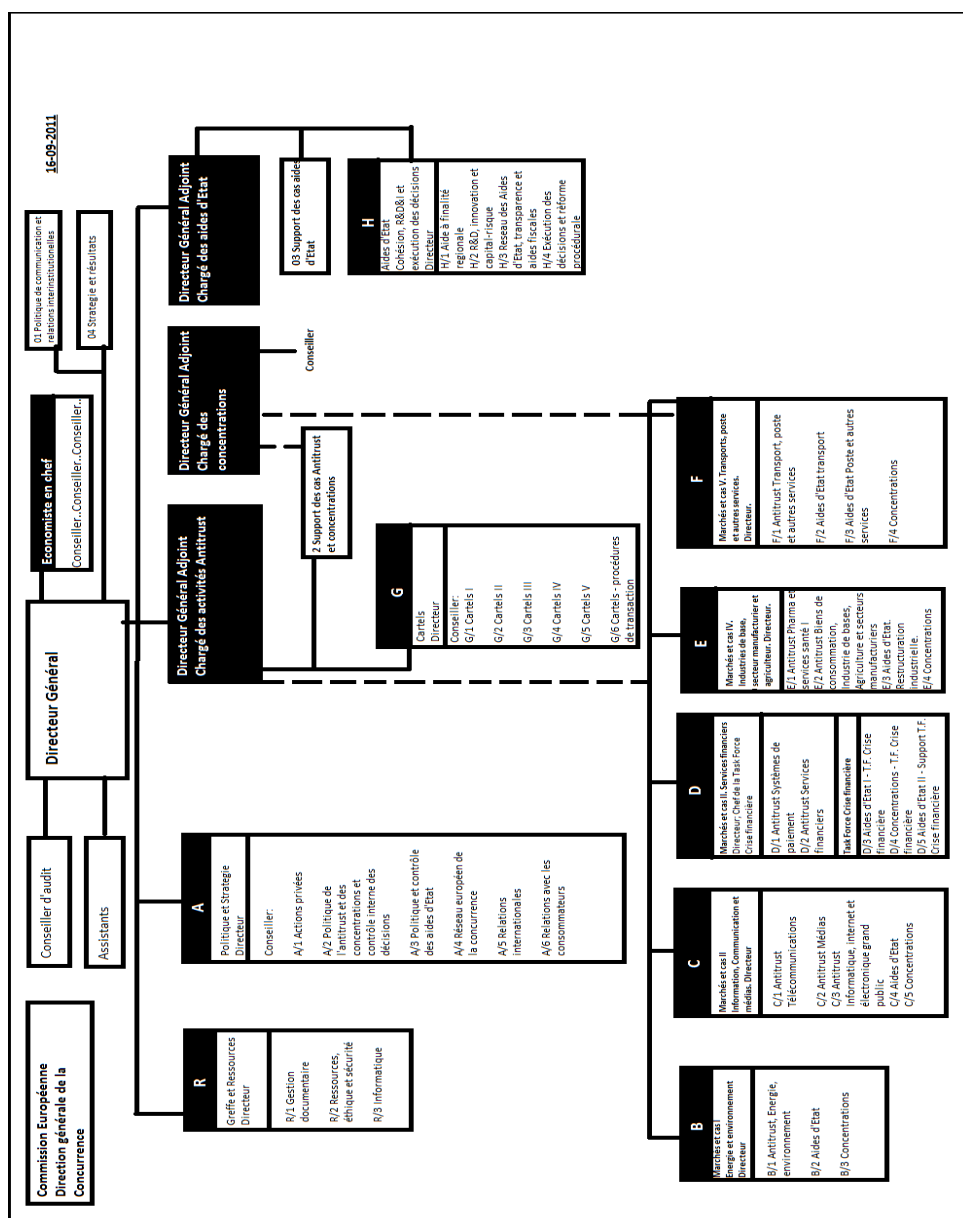 Commission Européenne
Direction générale de la
Concurrence
Conseiller d'audit
Assistants
Directeur Général
Economiste en chef
Conseiller..Conseiller..Conseiller..
01 Politique de communication et
relations interinstitutionelles
04 Strategie et résultats
16-09-2011
R
Greffe et Ressources
Directeur
R/1 Gestion
documentaire
R/2 Ressources,
éthique et sécurité
R/3 Informatique
A
Politique et Strategie
Directeur
Conseiller:
A/1 Actions privées
A/2 Politique de
l'antitrust et des
concentrations et
contrôle interne des
décisions
A/3 Politique et contrôle
des aides d'Etat
A/4 Réseau européen de
la concurrence
A/5 Relations
internationales
A/6 Relations avec les
consommateurs
Directeur Général Adjoint
Chargé des activités Antitrust
Directeur Général Adjoint
Chargé des
concentrations
Directeur Général Adjoint
Chargé des aides d'Etat
2 Support des cas Antitrust
et concentrations
Conseiller
03 Support des cas aides
d'Etat
G
Cartels
Directeur
Conseiller:
G/1 Cartels I
G/2 Cartels II
G/3 Cartels III
G/4 Cartels IV
G/5 Cartels V
G/6 Cartels - procédures
de transaction
H
Aides d'Etat
Cohésion, R&D&I et
exécution des décisions
Directeur
H/1 Aide à finalité
regionale
H/2 R&D, innovation et
capital-risque
H/3 Reseau des Aides
d'Etat, transparence et
aides fiscales
H/4 Exécution des
décisions et réforme
procédurale
B
Marchés et cas I
Energie et environnement
Directeur
B/1 Antitrust, Energie,
environnement
B/2 Aides d'Etat
B/3 Concentrations
C
Marchés et cas II
Information, Communication et
médias. Directeur
C/1 Antitrust
Télécommunications
C/2 Antitrust Médias
C/3 Antitrust
Informatique, internet et
électronique grand
public
C/4 Aides d'Etat
C/5 Concentrations
D
Marchés et cas II. Services financiers
Directeur; Chef de la Task Force
Crise financière
D/1 Antitrust Systèmes de
paiement
D/2 Antitrust Services
financiers
Task Force Crise financière
D/3 Aides d'Etat I - T.F. Crise
financière
D/4 Concentrations - T.F. Crise
financière
D/5 Aides d'Etat II - Support T.F.
Crise financière
E
Marchés et cas IV.
Industries de base,
secteur manufacturier et
agriculteur. Directeur.
E/1 Antitrust Pharma et
services santé I
E/2 Antitrust Biens de
consommation,
Industrie de bases,
Agriculture et secteurs
manufacturiers
E/3 Aides d'Etat.
Restructuration
industrielle.
E/4 Concentrations
F
Marchés et cas V. Transports, poste
et autres services.
Directeur.
F/1 Antitrust Transport, poste
et autres services
F/2 Aides d'Etat transport
F/3 Aides d'Etat Poste et autres
services
F/4 Concentrations